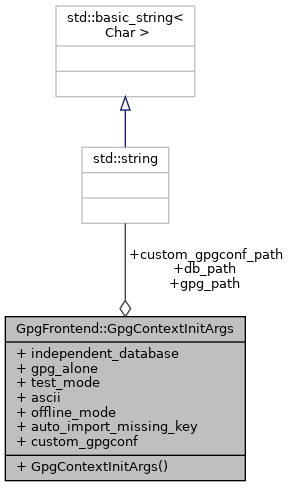 std::basic_string<
Char >
std::string
+custom_gpgconf_path
+db_path
+gpg_path
GpgFrontend::GpgContextInitArgs
+ independent_database
+ gpg_alone
+ test_mode
+ ascii
+ offline_mode
+ auto_import_missing_key
+ custom_gpgconf
+ GpgContextInitArgs()